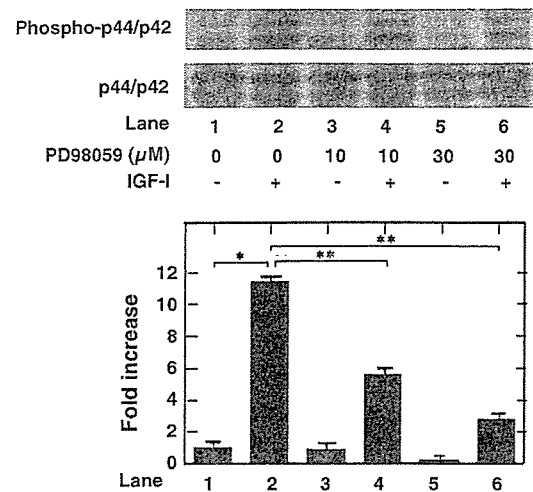 Phospho-p44/p42
p44/p42
Lane 1 2 3 4 5 6
PD98059 (µM) 0 0 10 10 30 30
IGF-I - + - + - +
**
* **
12
10
8
6
4
2
0
Fold increase
Lane 1 2 3 4 5 6